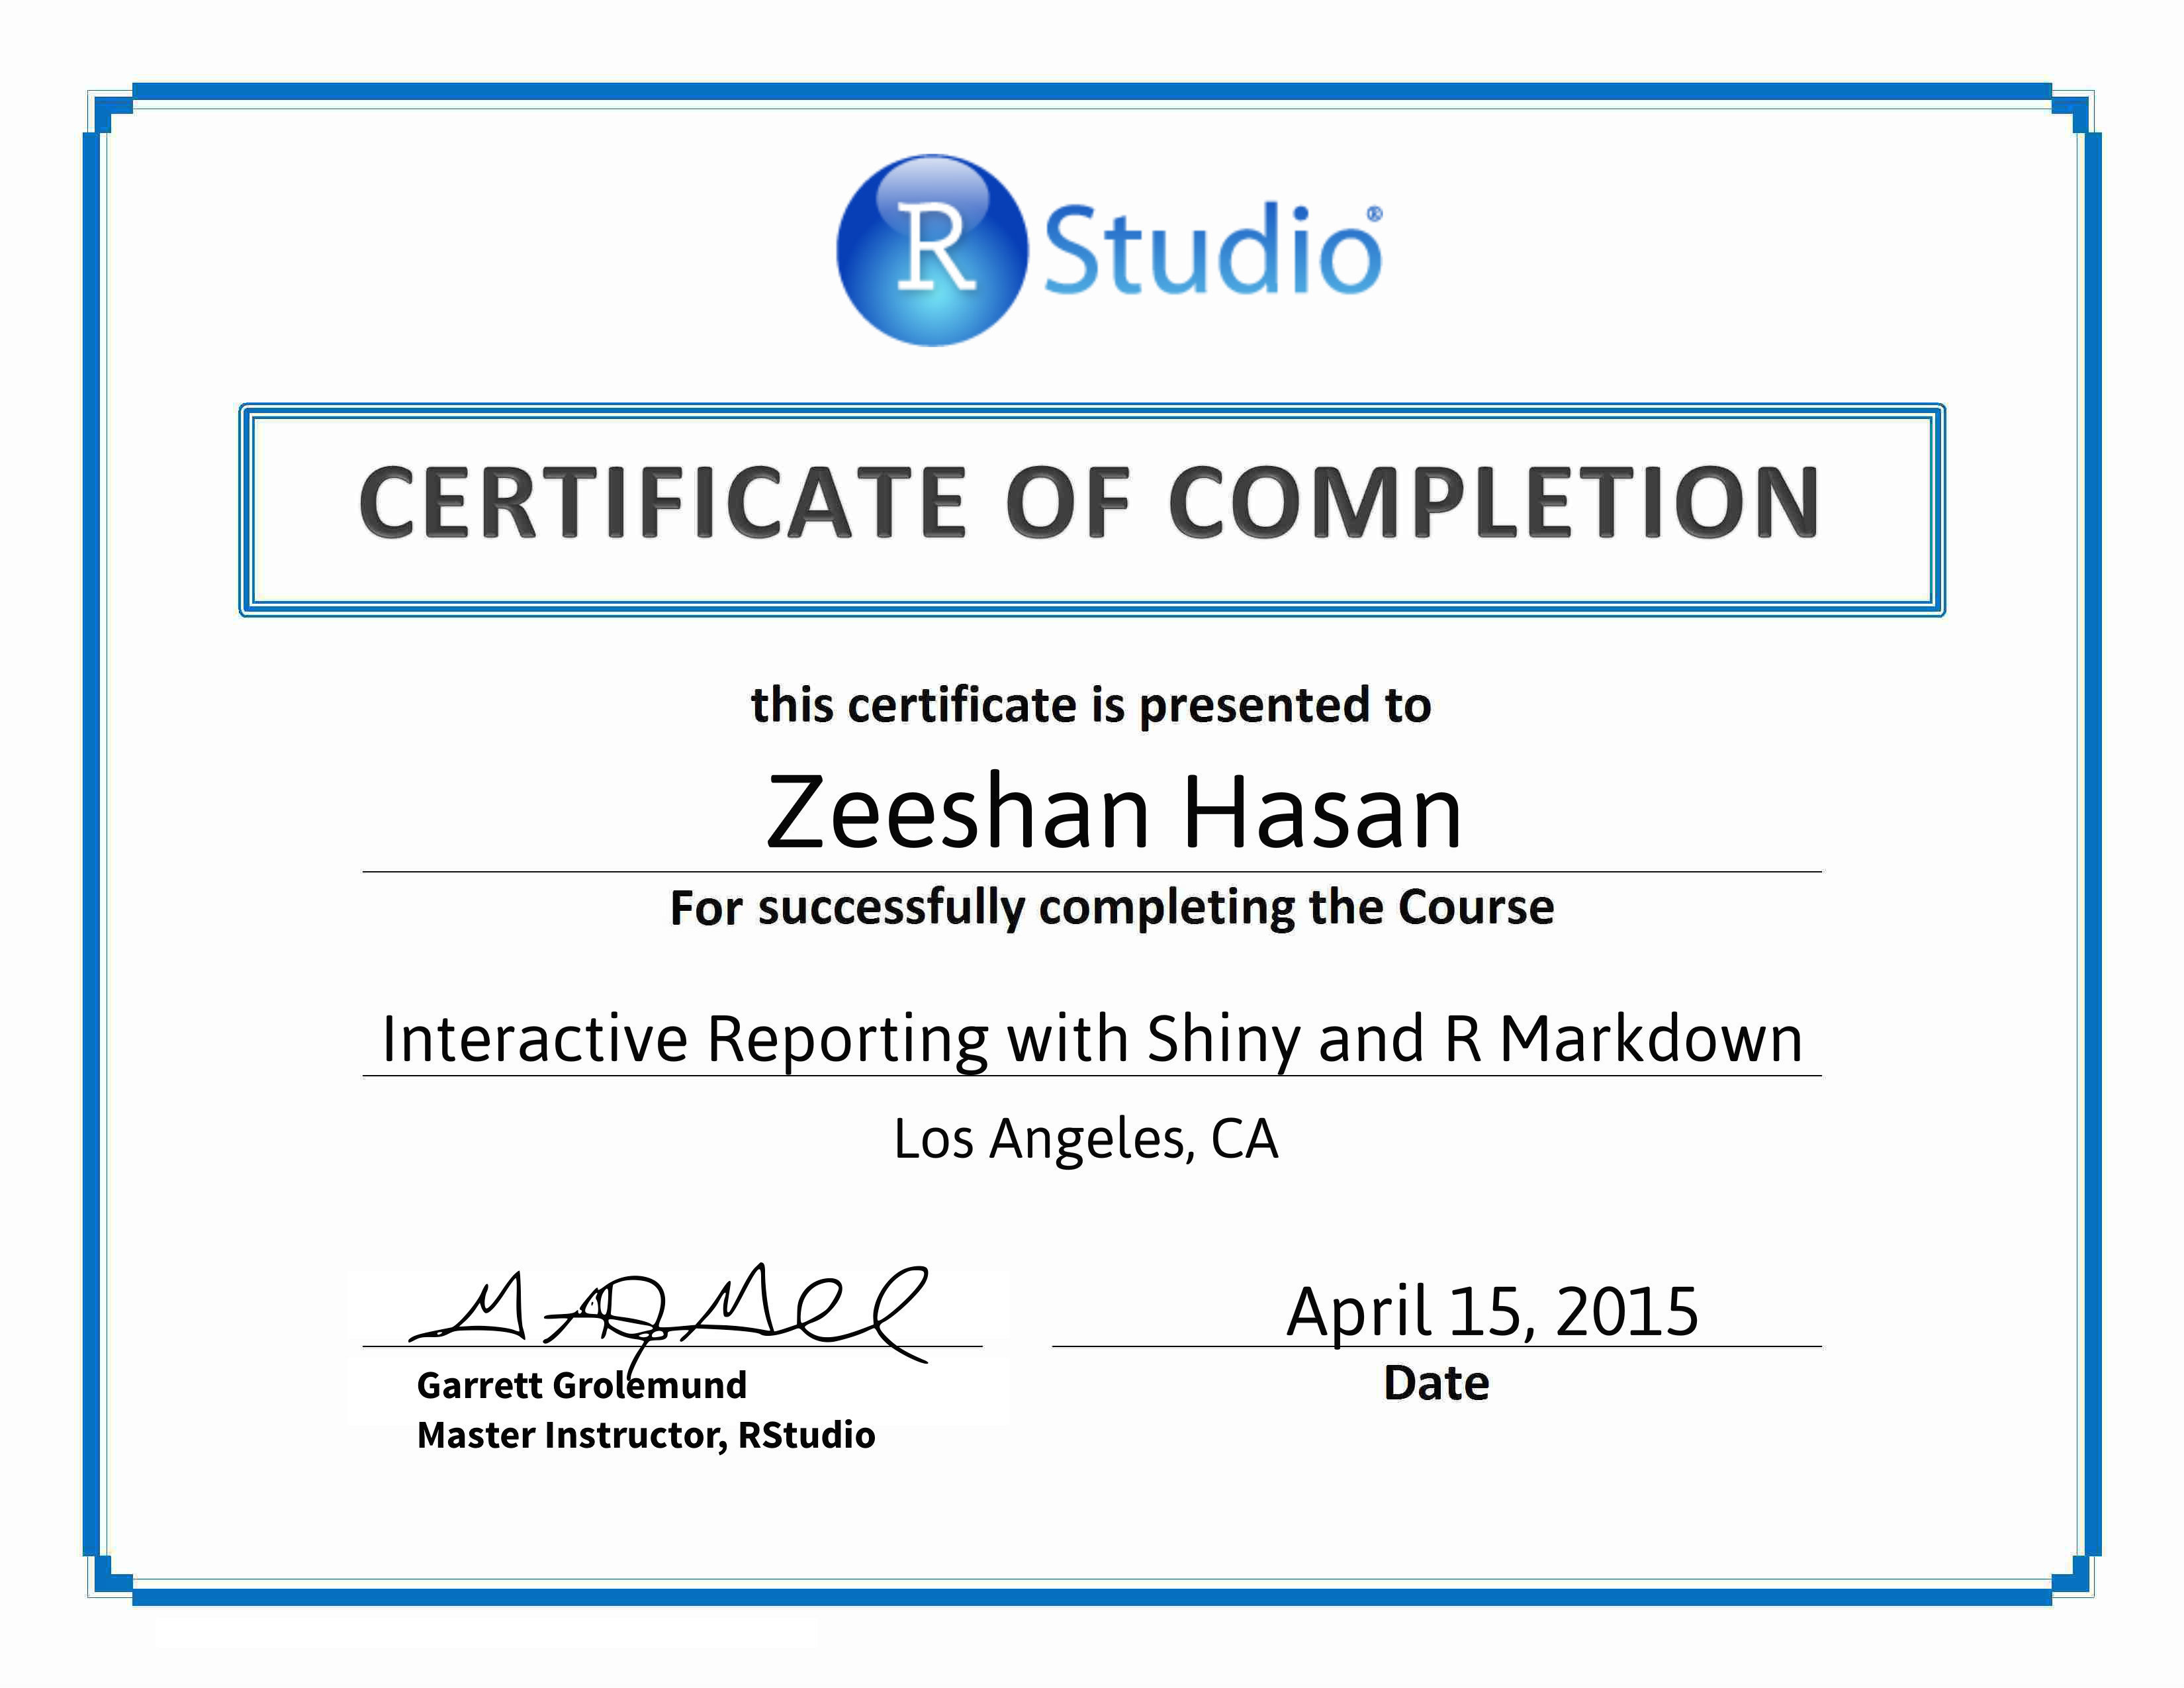 R Studio®
CERTIFICATE OF COMPLETION
this certificate is presented to
Zeeshan Hasan
For successfully completing the Course
Interactive Reporting with Shiny and R Markdown
Los Angeles, CA
April 15, 2015
Garrett Grolemund
Date
Master Instructor, RStudio